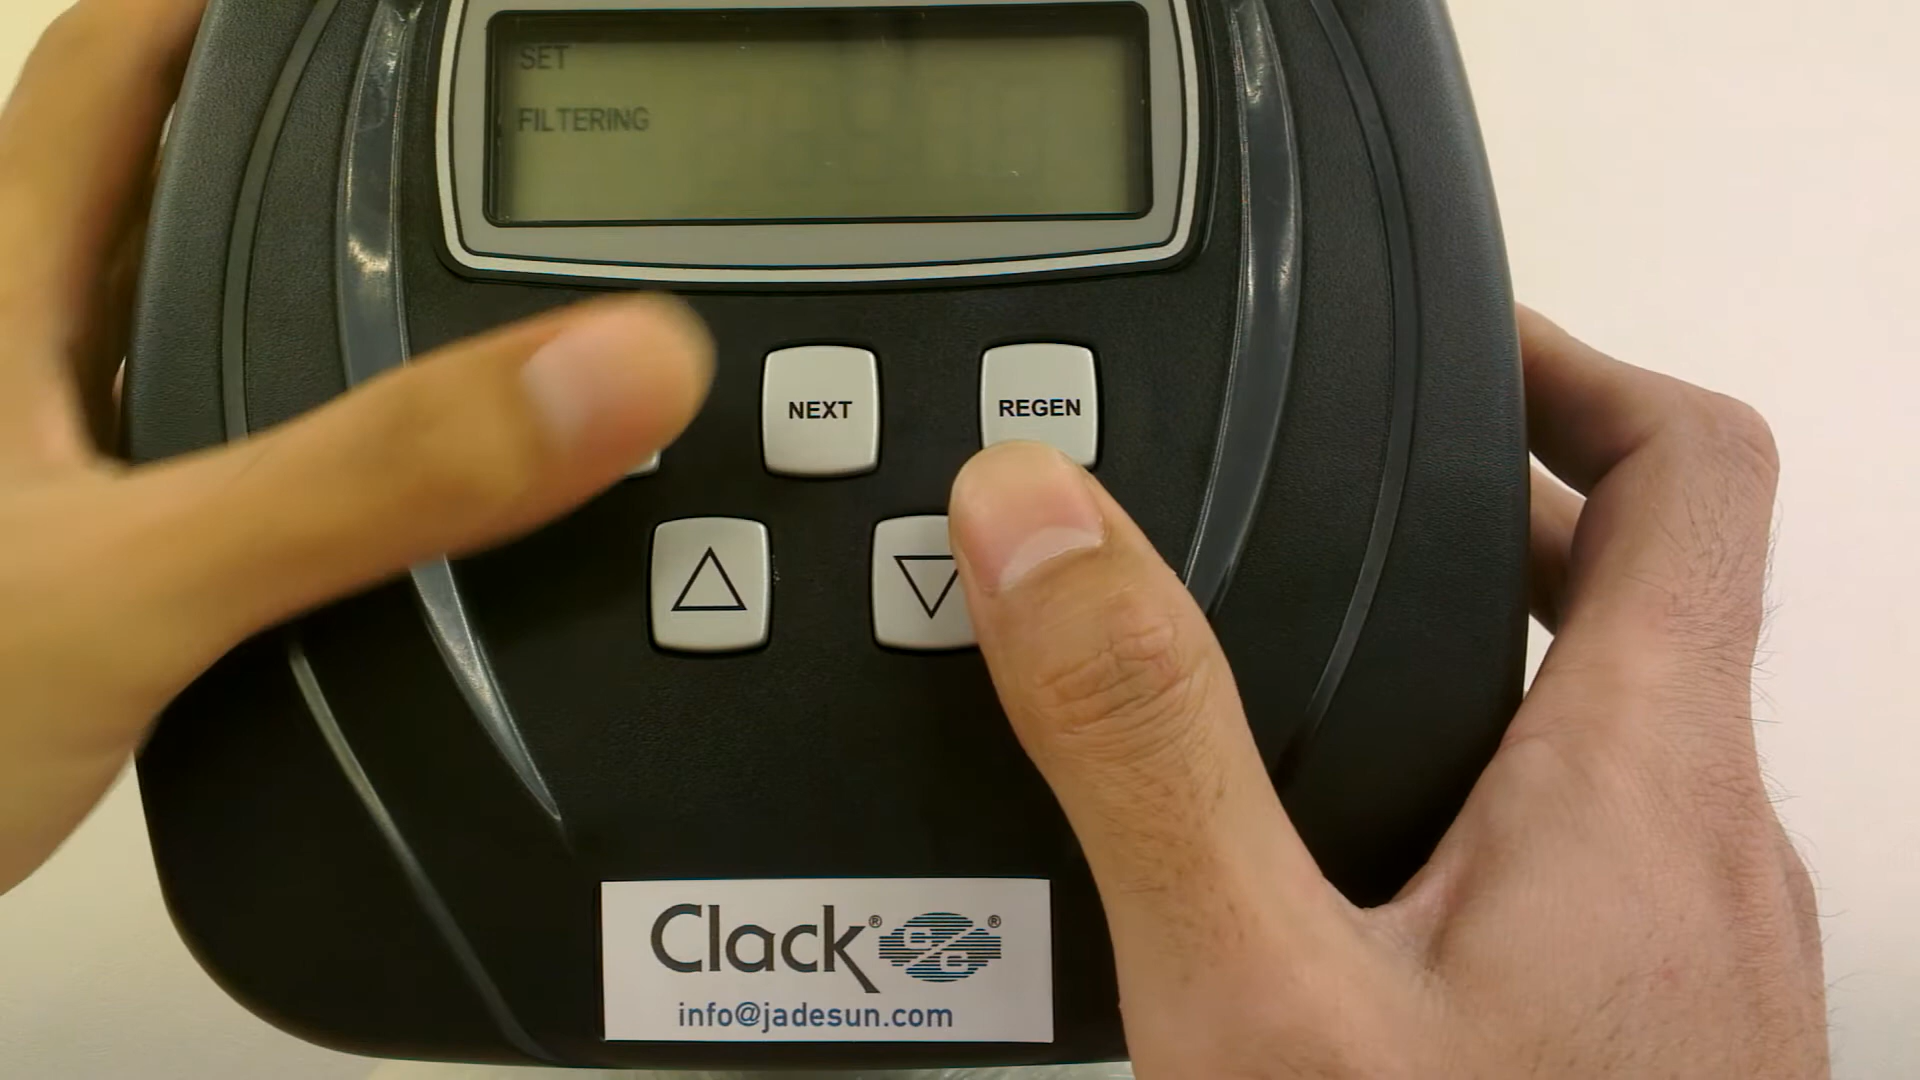 SET
FILTERING
NEXT
REGEN
Clack®
®
info@jadesun.com